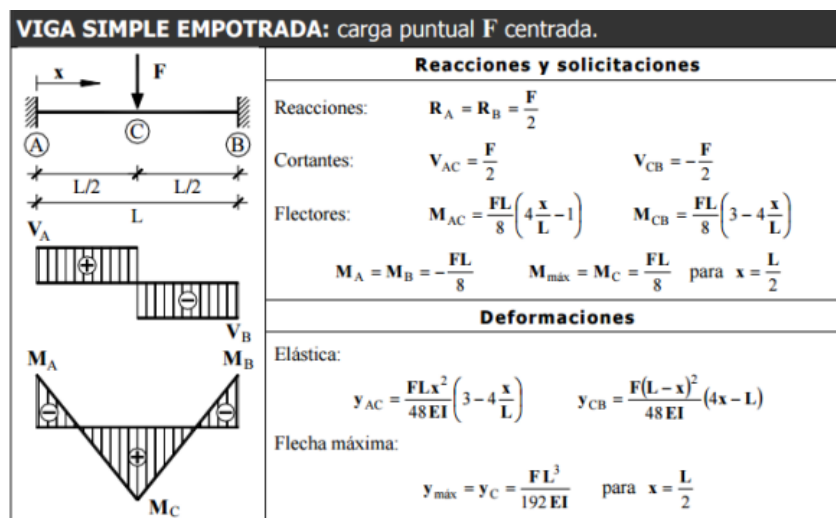 VIGA SIMPLE EMPOTRADA: carga puntual F centrada.
x
F
A
C
B
L/2
L/2
L
V_A
+
−
V_B
M_A
M_B
−
−
+
M_C
Reacciones y solicitaciones
Reacciones: R_A = R_B = F/2
Cortantes: V_AC = F/2 V_CB = −F/2
Flectores: M_AC = FL/8 (4 x/L − 1) M_CB = FL/8 (3 − 4 x/L)
M_A = M_B = −FL/8 M_máx = M_C = FL/8 para x = L/2
Deformaciones
Elástica:
y_AC = FLx²/48EI (3 − 4 x/L) y_CB = F(L − x)²/48EI (4x − L)
Flecha máxima:
y_máx = y_C = FL³/192EI para x = L/2